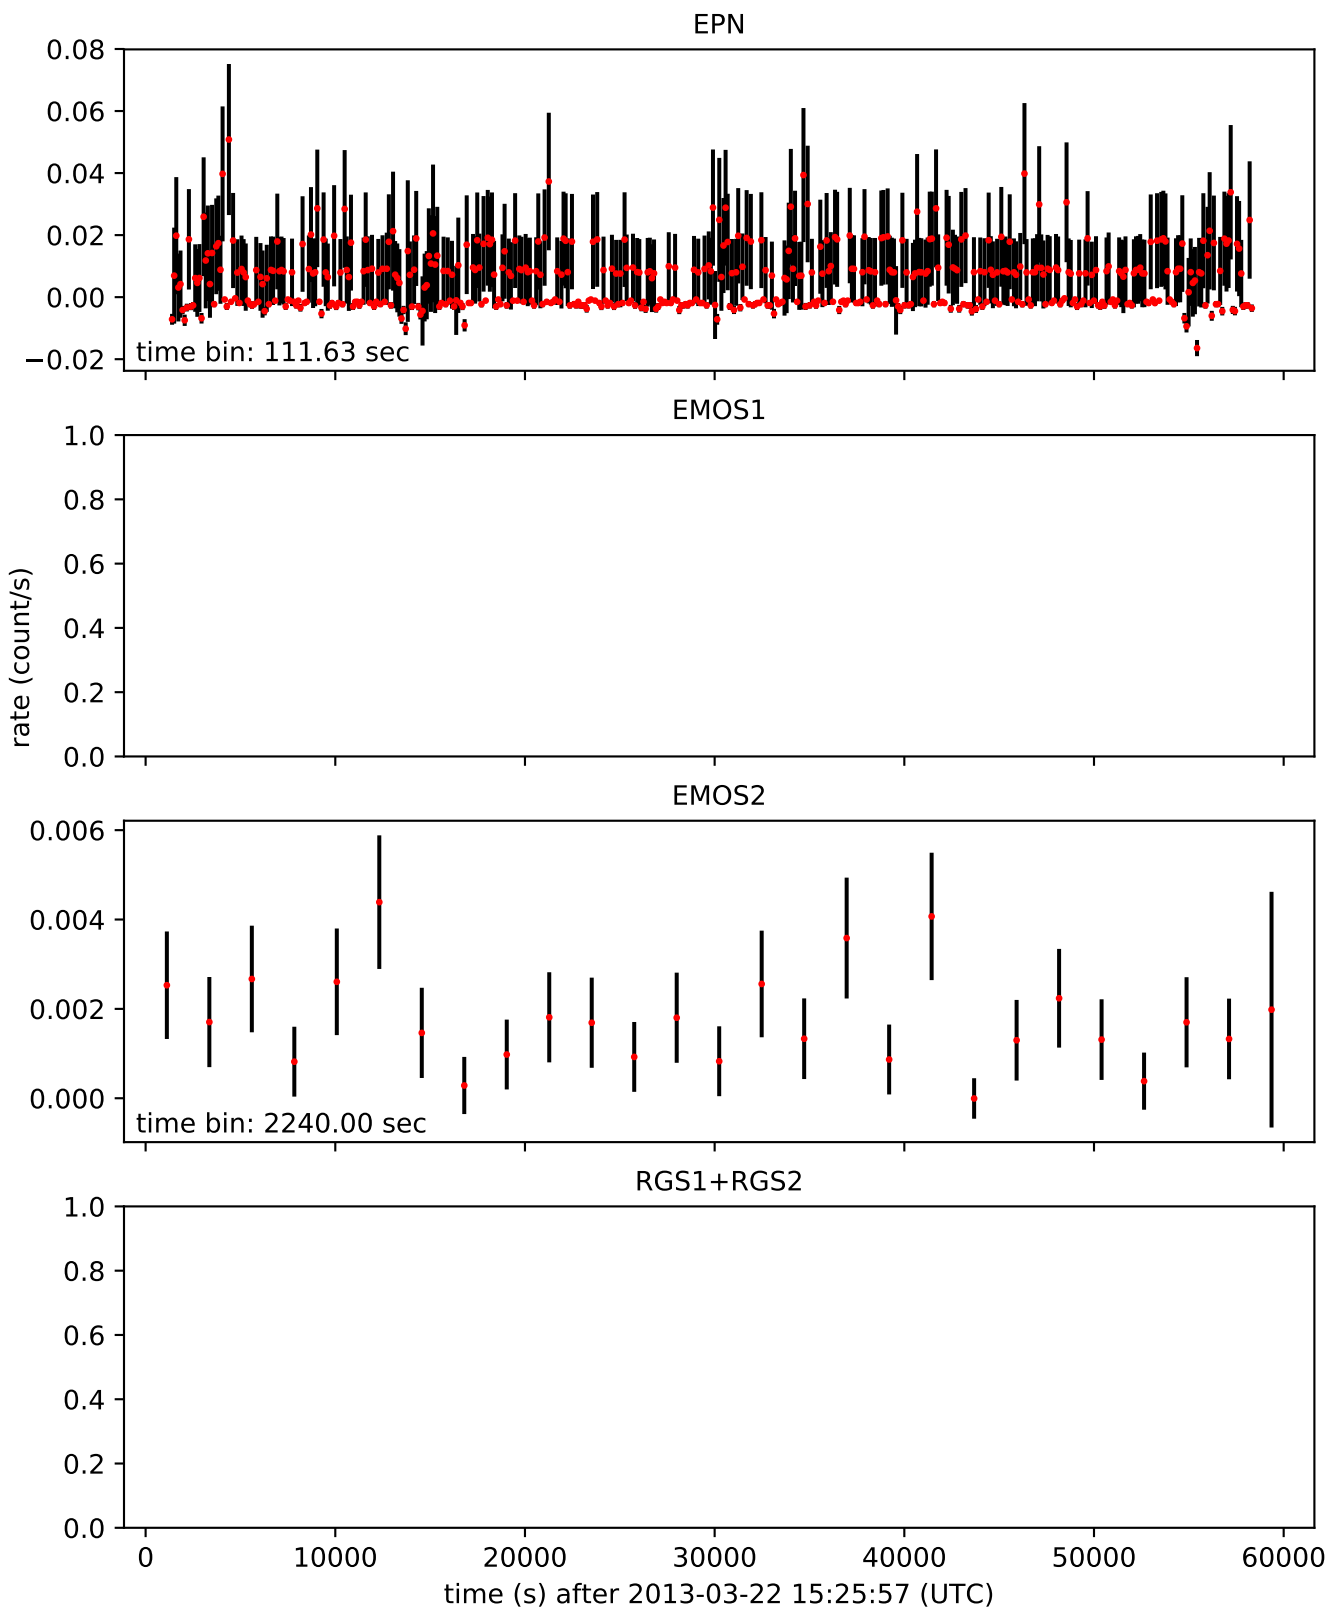 EPN
0.08
0.06
0.04
0.02
0.00
−0.02
time bin: 111.63 sec
EMOS1
1.0
0.8
0.6
0.4
0.2
0.0
rate (count/s)
EMOS2
0.006
0.004
0.002
0.000
time bin: 2240.00 sec
RGS1+RGS2
1.0
0.8
0.6
0.4
0.2
0.0
0 10000 20000 30000 40000 50000 60000
time (s) after 2013-03-22 15:25:57 (UTC)